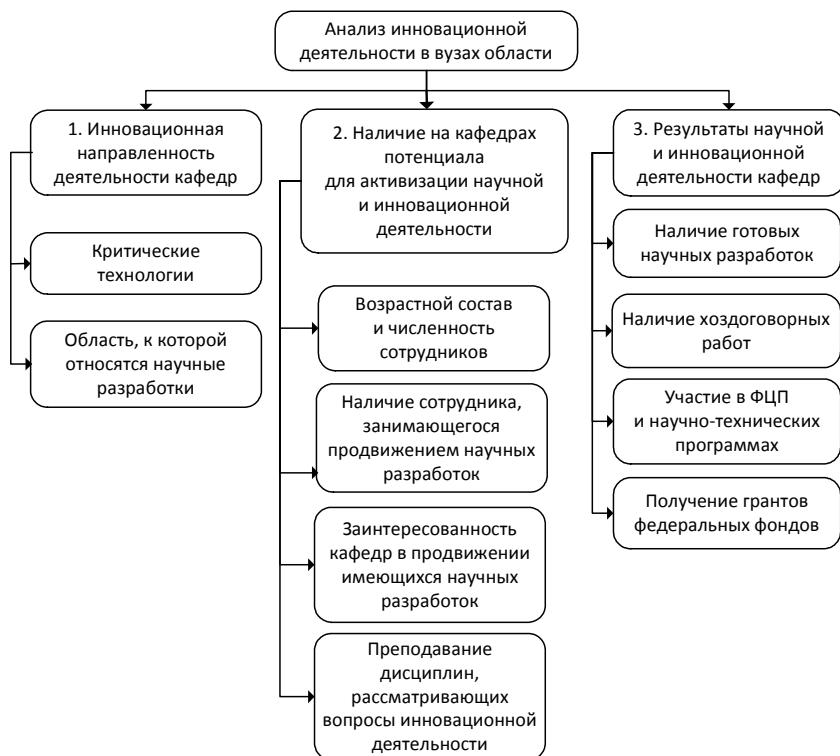 Анализ инновационной
деятельности в вузах области
1. Инновационная
направленность
деятельности кафедр
Критические
технологии
Область, к которой
относятся научные
разработки
2. Наличие на кафедрах
потенциала
для активизации научной
и инновационной
деятельности
Возрастной состав
и численность
сотрудников
Наличие сотрудника,
занимающегося
продвижением научных
разработок
Заинтересованность
кафедр в продвижении
имеющихся научных
разработок
Преподавание
дисциплин,
рассматривающих
вопросы инновационной
деятельности
3. Результаты научной
и инновационной
деятельности кафедр
Наличие готовых
научных разработок
Наличие хоздоговорных
работ
Участие в ФЦП
и научно-технических
программах
Получение грантов
федеральных фондов